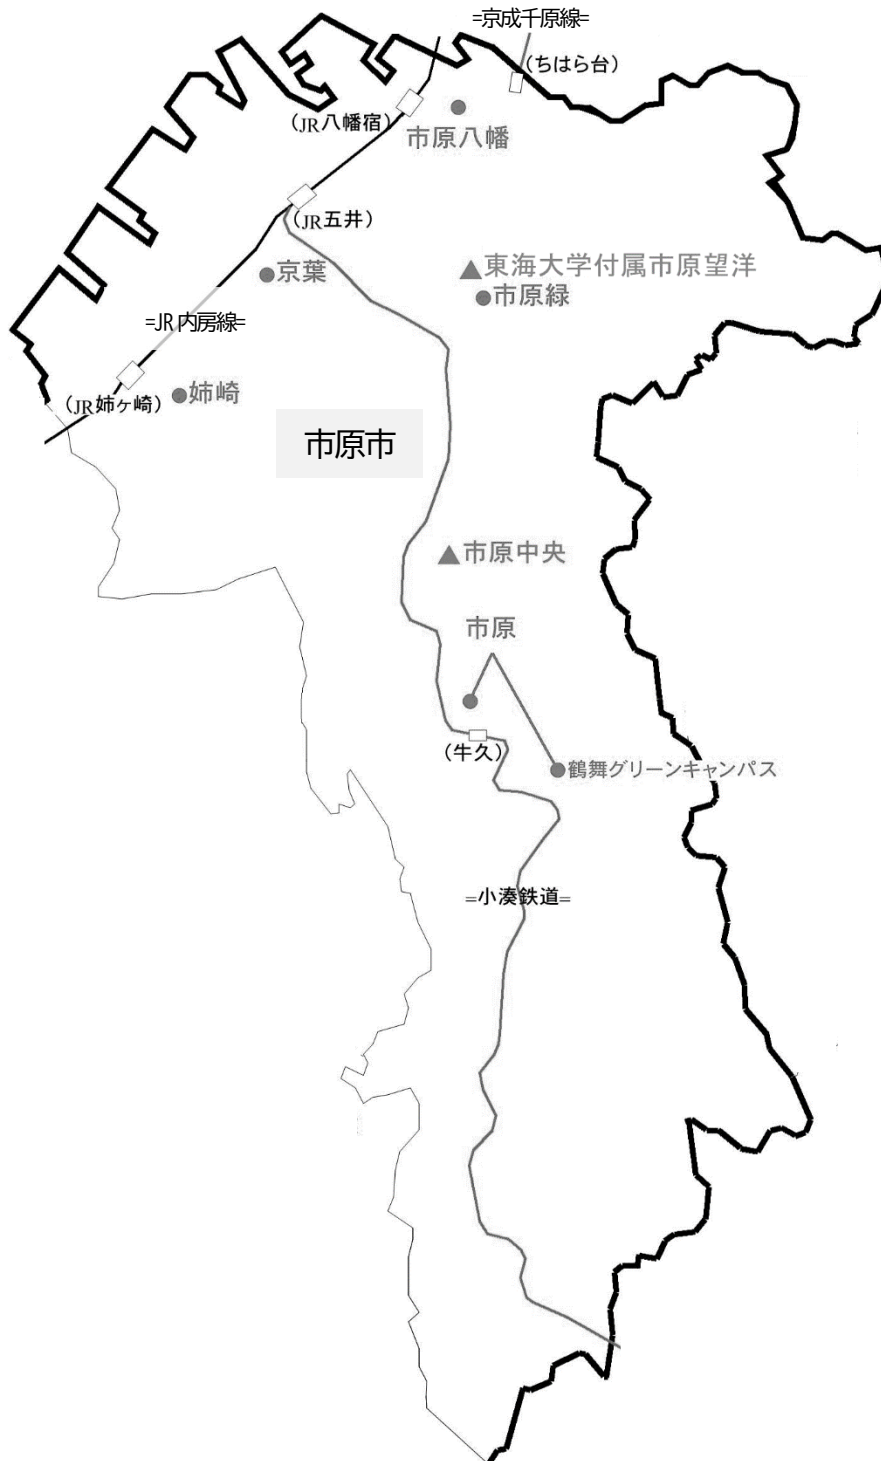 =京成千原線=
(ちはら台)
(JR八幡宿)
市原八幡
(JR五井)
東海大学付属市原望洋
京葉
市原緑
=JR内房線=
姉崎
(JR姉ヶ崎)
市原市
市原中央
市原
(牛久)
鶴舞グリーンキャンパス
=小湊鉄道=